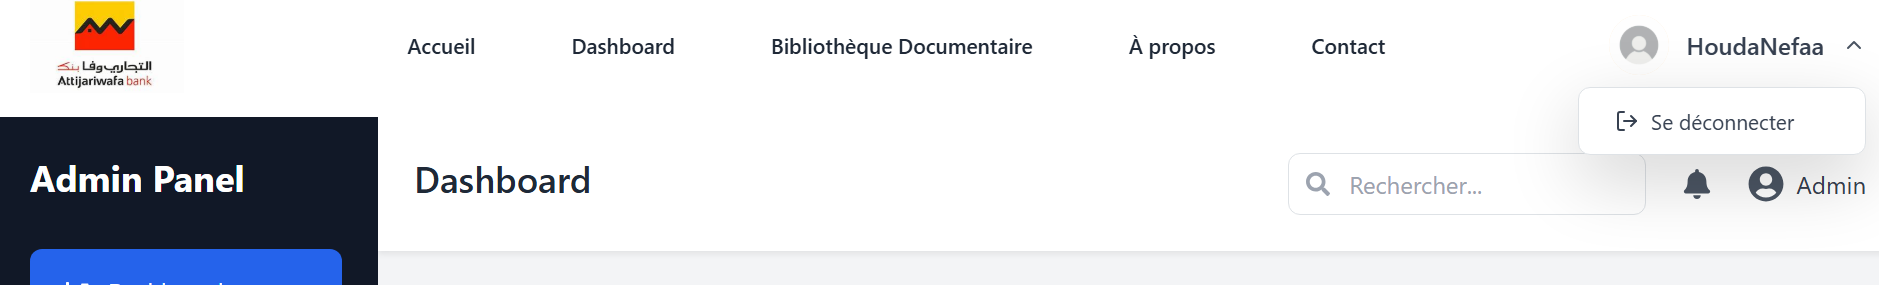 التجاري وفا بنك
Attijariwafa bank
Accueil
Dashboard
Bibliothèque Documentaire
À propos
Contact
HoudaNefaa
Se déconnecter
Admin Panel
Dashboard
Rechercher...
Admin